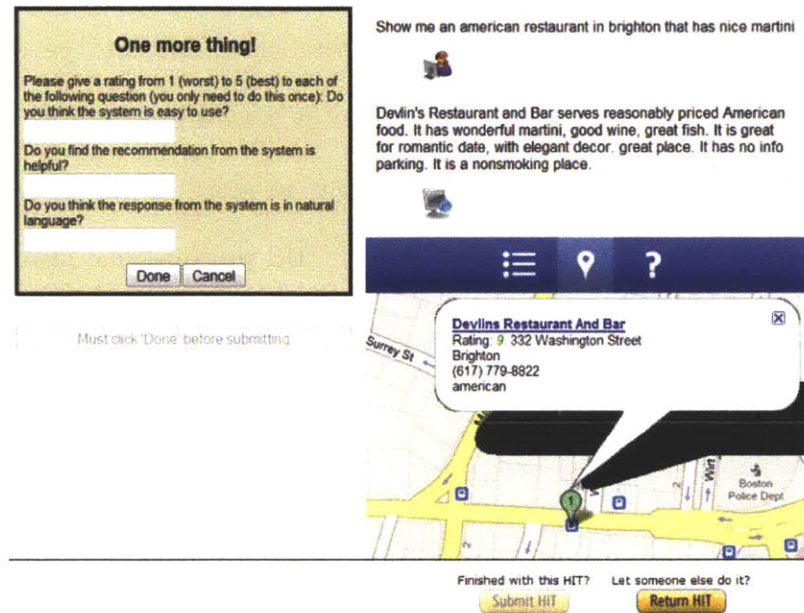 One more thing!
Please give a rating from 1 (worst) to 5 (best) to each of
the following question (you only need to do this once): Do
you think the system is easy to use?
Do you find the recommendation from the system is
helpful?
Do you think the response from the system is in natural
language?
Done Cancel
Must click 'Done' before submitting
Show me an american restaurant in brighton that has nice martini
Devlin's Restaurant and Bar serves reasonably priced American
food. It has wonderful martini, good wine, great fish. It is great
for romantic date, with elegant decor. great place. It has no info
parking. It is a nonsmoking place.
?
Devlins Restaurant And Bar
Rating: 9 332 Washington Street
Brighton
(617) 779-8822
american
Surrey St
Wirt
1
2
Boston
Police Dept
2
Finished with this HIT? Let someone else do it?
Submit HIT Return HIT